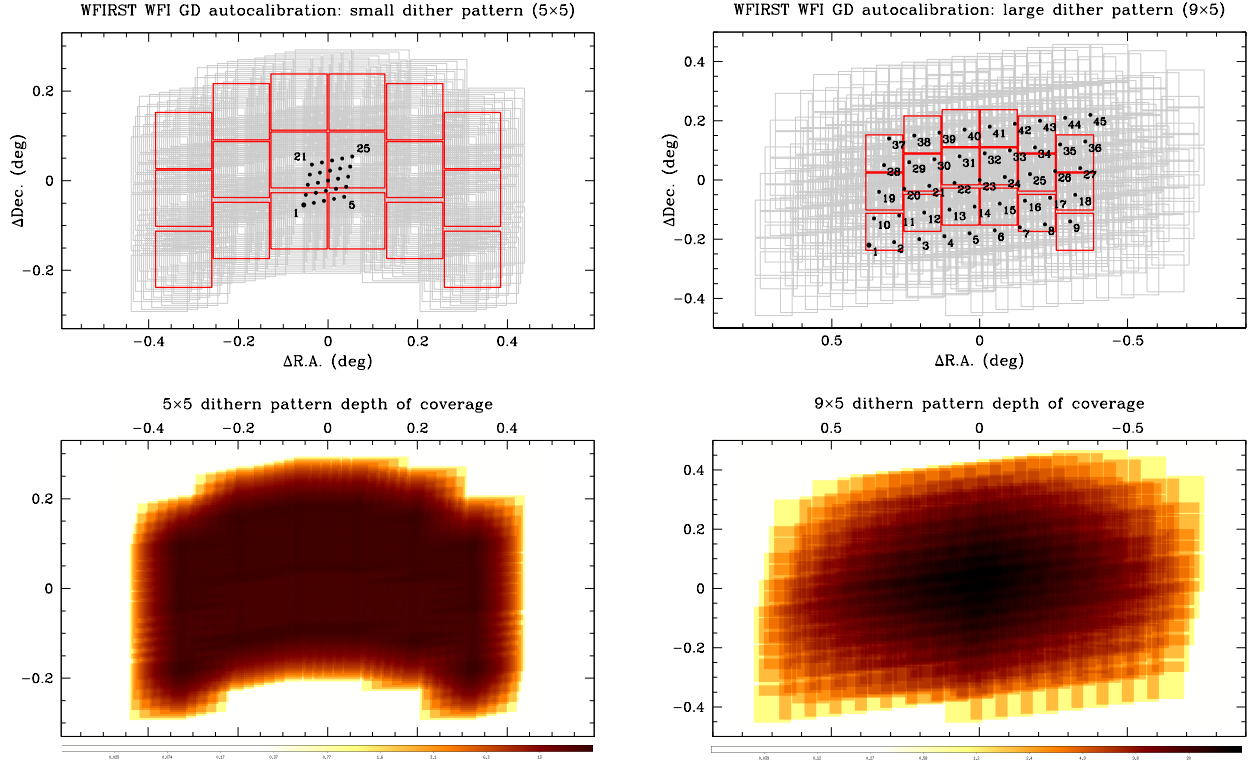 WFIRST WFI GD autocalibration: small dither pattern (5×5)
WFIRST WFI GD autocalibration: large dither pattern (9×5)
ΔDec. (deg)
0.2
0
−0.2
21
25
1
5
−0.4
−0.2
0
0.2
0.4
ΔR.A. (deg)
ΔDec. (deg)
0.4
0.2
0
−0.2
−0.4
37 38 39 40 41 42 43 44 45
28 29 30 31 32 33 34 35 36
19 20 21 22 23 24 25 26 27
10 11 12 13 14 15 16 17 18
1 2 3 4 5 6 7 8 9
0.5
0
−0.5
ΔR.A. (deg)
5×5 dithern pattern depth of coverage
−0.4
−0.2
0
0.2
0.4
0.2
0
−0.2
9×5 dithern pattern depth of coverage
0.5
0
−0.5
0.4
0.2
0
−0.2
−0.4